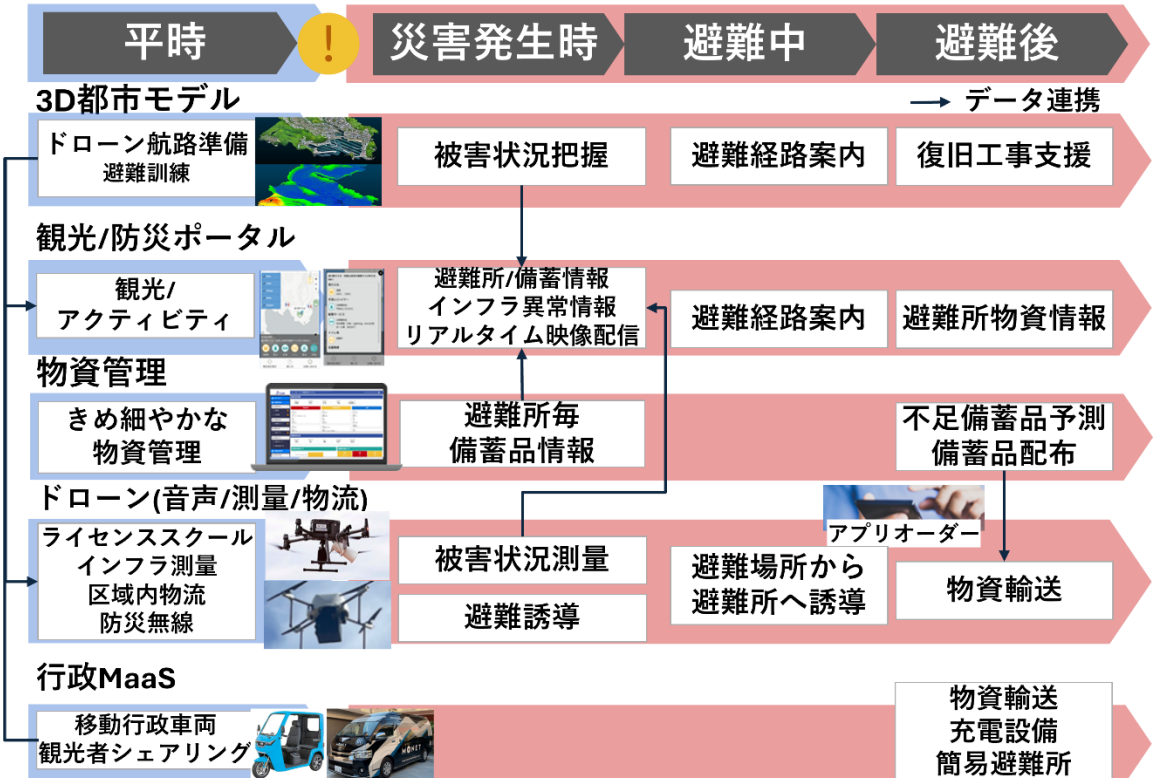 平時
!
災害発生時
避難中
避難後
3D都市モデル
データ連携
ドローン航路準備
避難訓練
被害状況把握
避難経路案内
復旧工事支援
観光/防災ポータル
観光/
アクティビティ
避難所/備蓄情報
インフラ異常情報
リアルタイム映像配信
避難経路案内
避難所物資情報
物資管理
きめ細やかな
物資管理
避難所毎
備蓄品情報
不足備蓄品予測
備蓄品配布
ドローン(音声/測量/物流)
ライセンススクール
インフラ測量
区域内物流
防災無線
被害状況測量
避難誘導
アプリオーダー
避難場所から
避難所へ誘導
物資輸送
行政MaaS
移動行政車両
観光者シェアリング
MONET
物資輸送
充電設備
簡易避難所